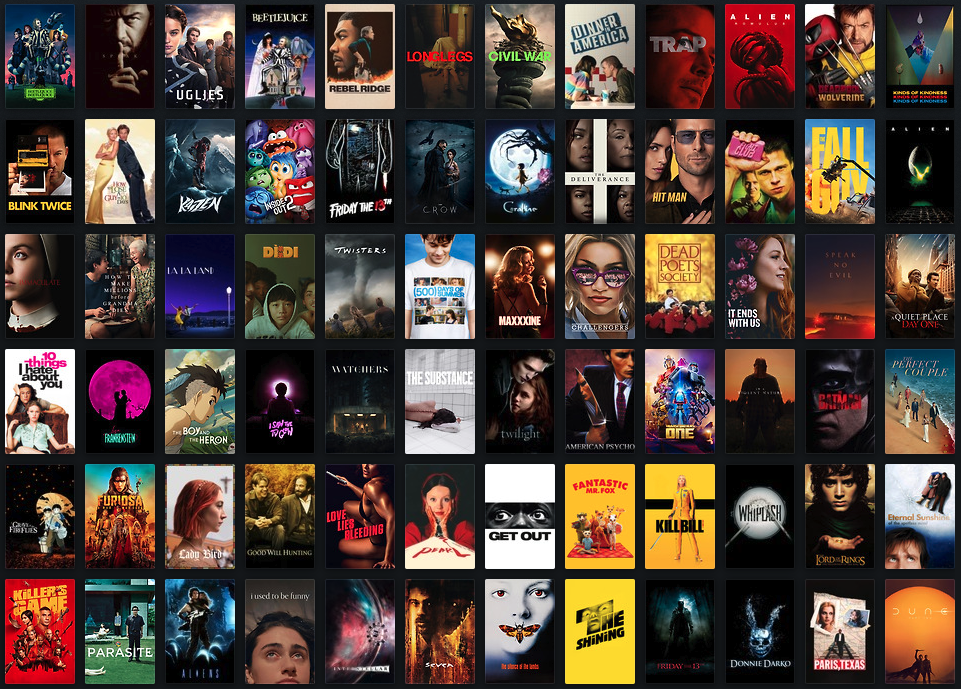 UGLIES
BEETLEJUICE
REBEL RIDGE
LONGLEGS
CIVIL WAR
DINNER
IN
AMERICA
TRAP
ALIEN
ROMULUS
DEADPOOL
WOLVERINE
KINDS OF KINDNESS
KINDS OF KINDNESS
KINDS OF KINDNESS
BLINK TWICE
HOW
TO LOSE A
GUY IN 10
DAYS
KAIZEN
INSIDE
OUT 2
FRIDAY THE 13TH
CROW
Coraline
THE
DELIVERANCE
HIT MAN
FIGHT
CLUB
FALL
GUY
ALIEN
HOW TO
MAKE
MILLIONS
before
GRANDMA
DIES
LA LA LAND
DIDI
TWISTERS
(500) DAYS OF
SUMMER
MAXXXINE
CHALLENGERS
DEAD
POETS
SOCIETY
IT ENDS
WITH US
SPEAK
NO
EVIL
A QUIET PLACE
DAY ONE
10
things
I hate
about
you
FRANKENSTEIN
THE BOY AND
THE HERON
I SAW THE
TV GLOW
WATCHERS
THE SUBSTANCE
twilight
AMERICAN PSYCHO
TRANSFORMERS
ONE
IN A
VIOLENT NATURE
THE
BATMAN
THE
PERFECT
COUPLE
GRAVE OF THE
FIREFLIES
FURIOSA
Lady Bird
GOOD WILL HUNTING
LOVE
LIES
BLEEDING
PEARL
GET OUT
FANTASTIC
MR. FOX
KILL BILL
WHIPLASH
THE
LORD OF THE RINGS
Eternal Sunshine
of the spotless mind
KILLER'S
GAME
PARASITE
ALIENS
i used to be funny
INTERSTELLAR
Seven
the silence of the lambs
THE
SHiNiNG
FRIDAY THE 13TH
DONNIE DARKO
PARIS, TEXAS
DUNE